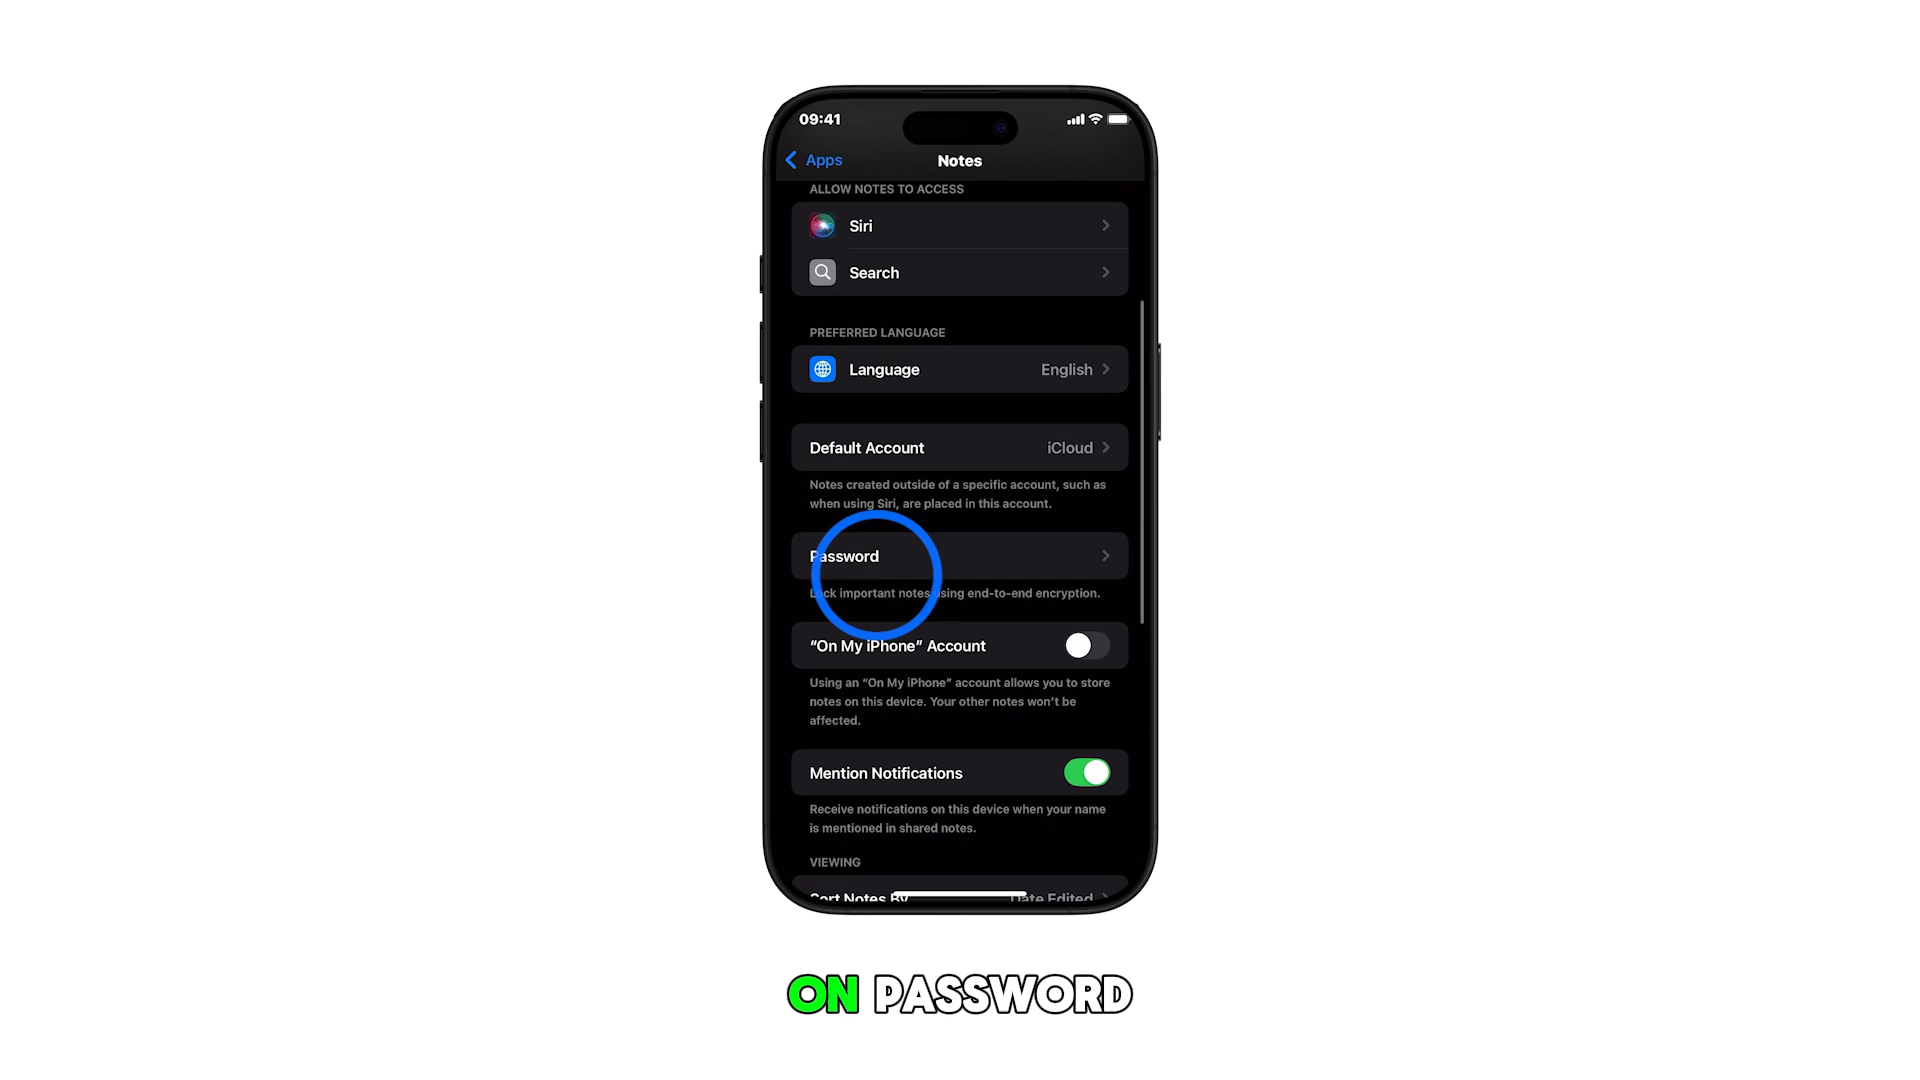 09:41
Apps
Notes
ALLOW NOTES TO ACCESS
Siri
Search
PREFERRED LANGUAGE
Language English
Default Account iCloud
Notes created outside of a specific account, such as
when using Siri, are placed in this account.
Password
Lock important notes using end-to-end encryption.
“On My iPhone” Account
Using an “On My iPhone” account allows you to store
notes on this device. Your other notes won’t be
affected.
Mention Notifications
Receive notifications on this device when your name
is mentioned in shared notes.
VIEWING
Sort Notes By Date Edited
ON PASSWORD